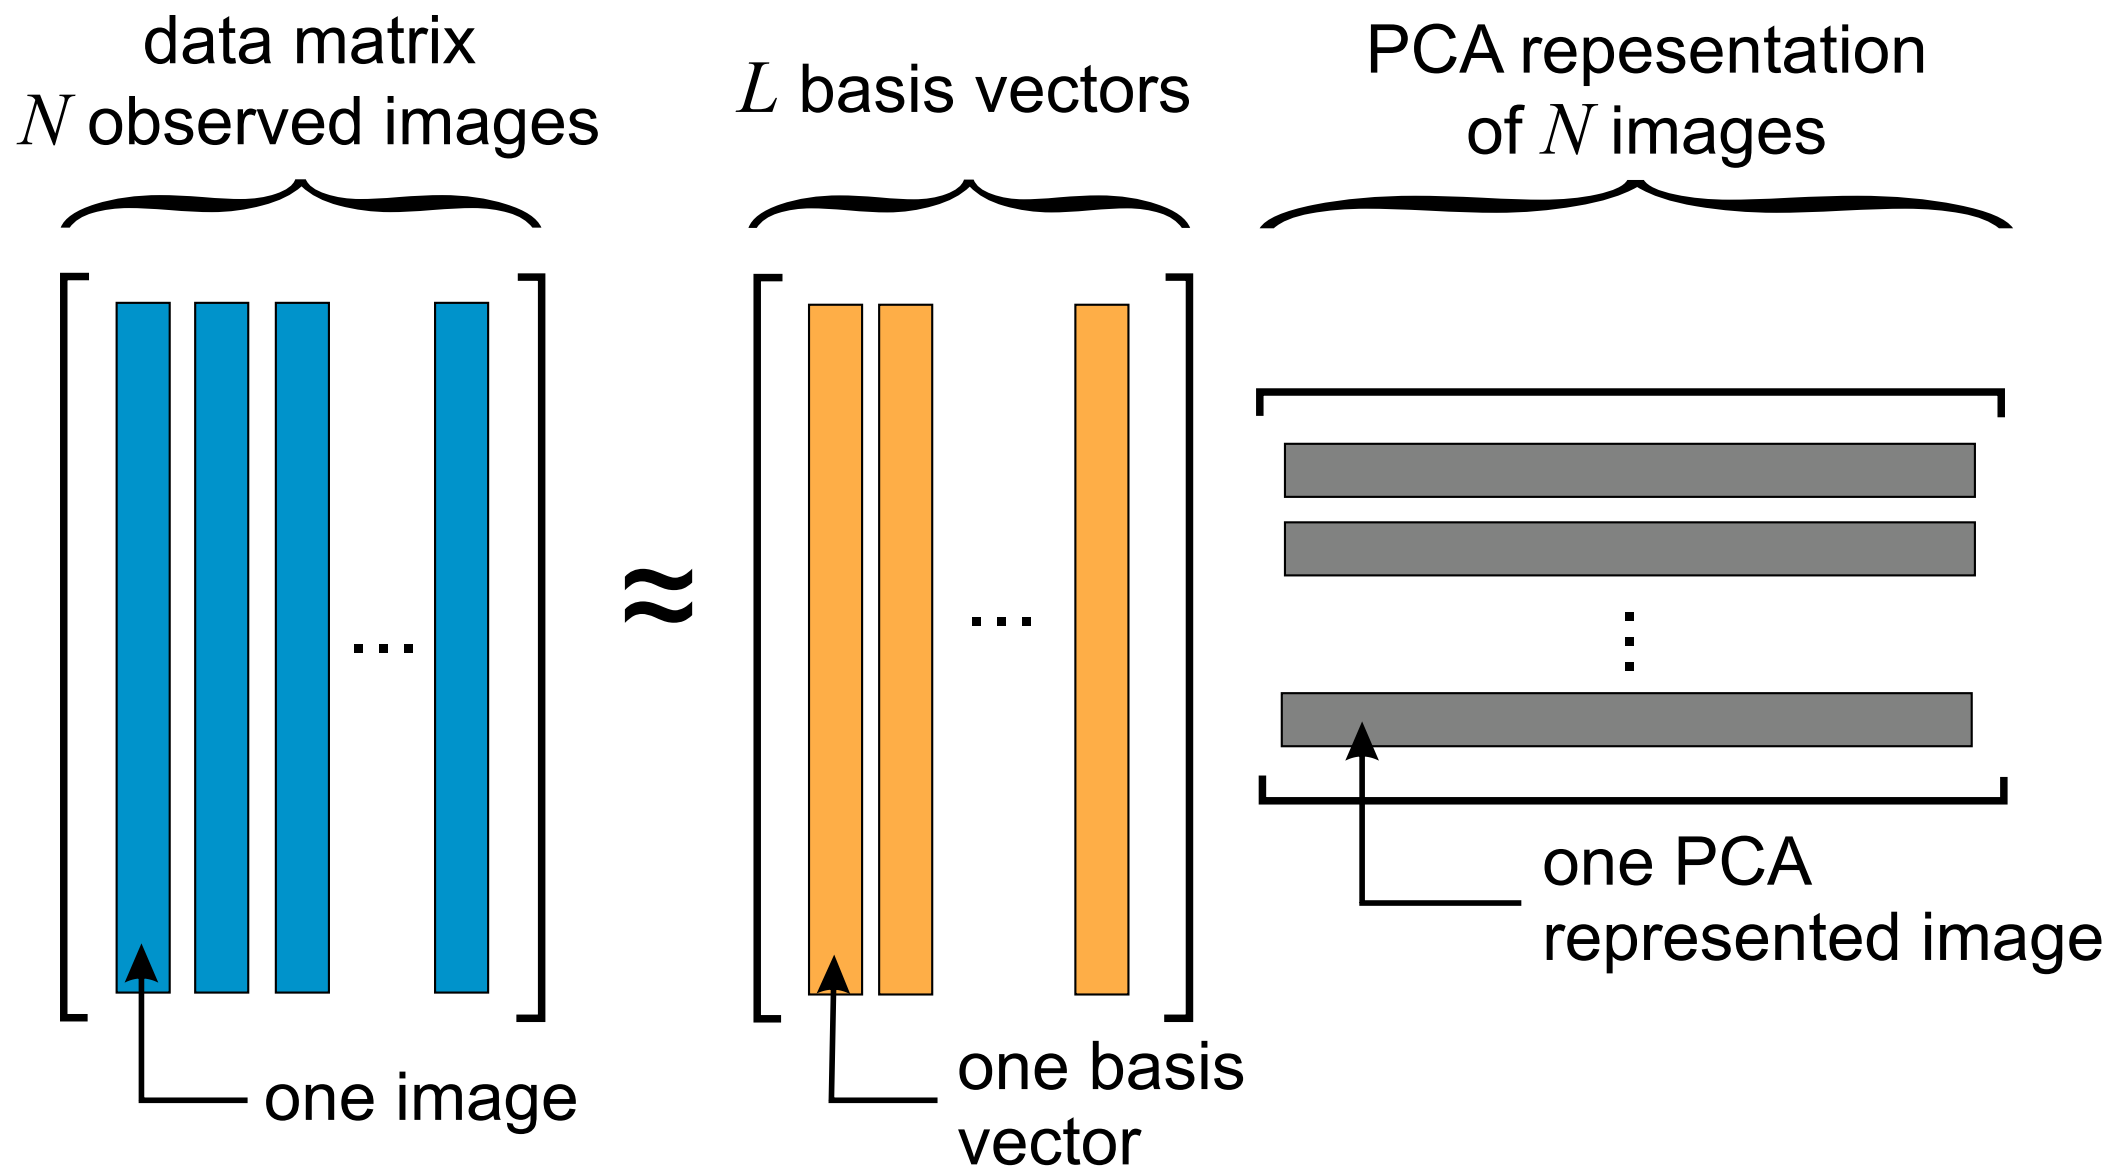 data matrix
N observed images
L basis vectors
PCA repesentation
of N images
≈
one PCA
represented image
one image
one basis
vector